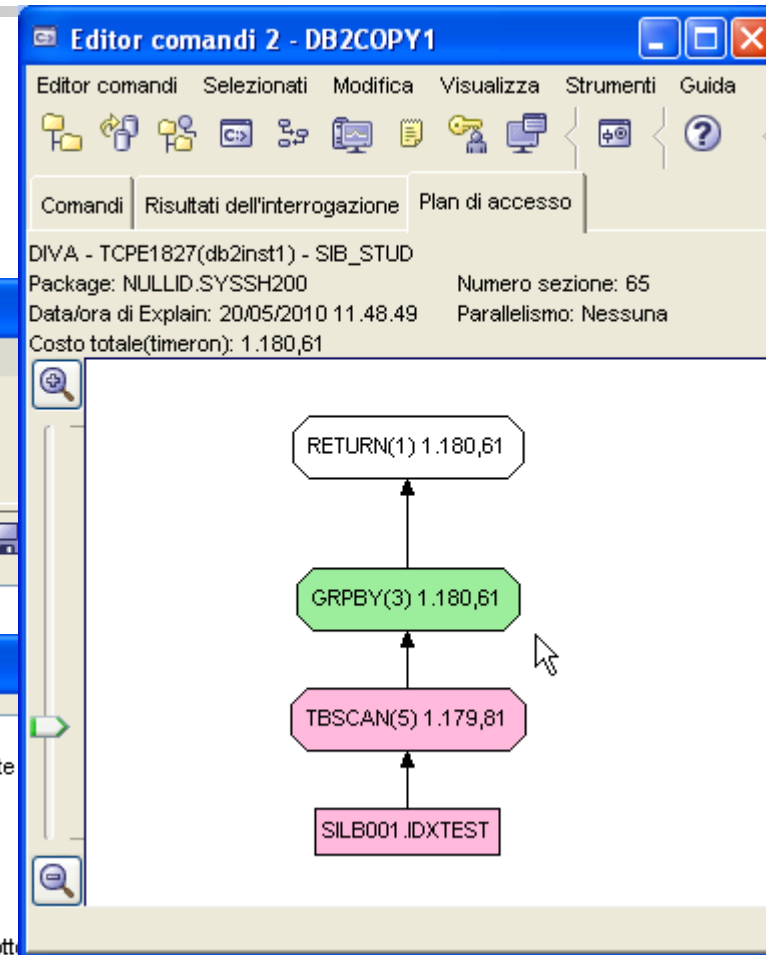 Editor comandi 2 - DB2COPY1
Editor comandi Selezionati Modifica Visualizza Strumenti Guida
Comandi Risultati dell'interrogazione Plan di accesso
DIVA - TCPE1827(db2inst1) - SIB_STUD
Package: NULLID.SYSSH200 Numero sezione: 65
Data/ora di Explain: 20/05/2010 11.48.49 Parallelismo: Nessuna
Costo totale(timeron): 1.180,61
RETURN(1) 1.180,61
GRPBY(3) 1.180,61
TBSCAN(5) 1.179,81
SILB001.IDXTEST